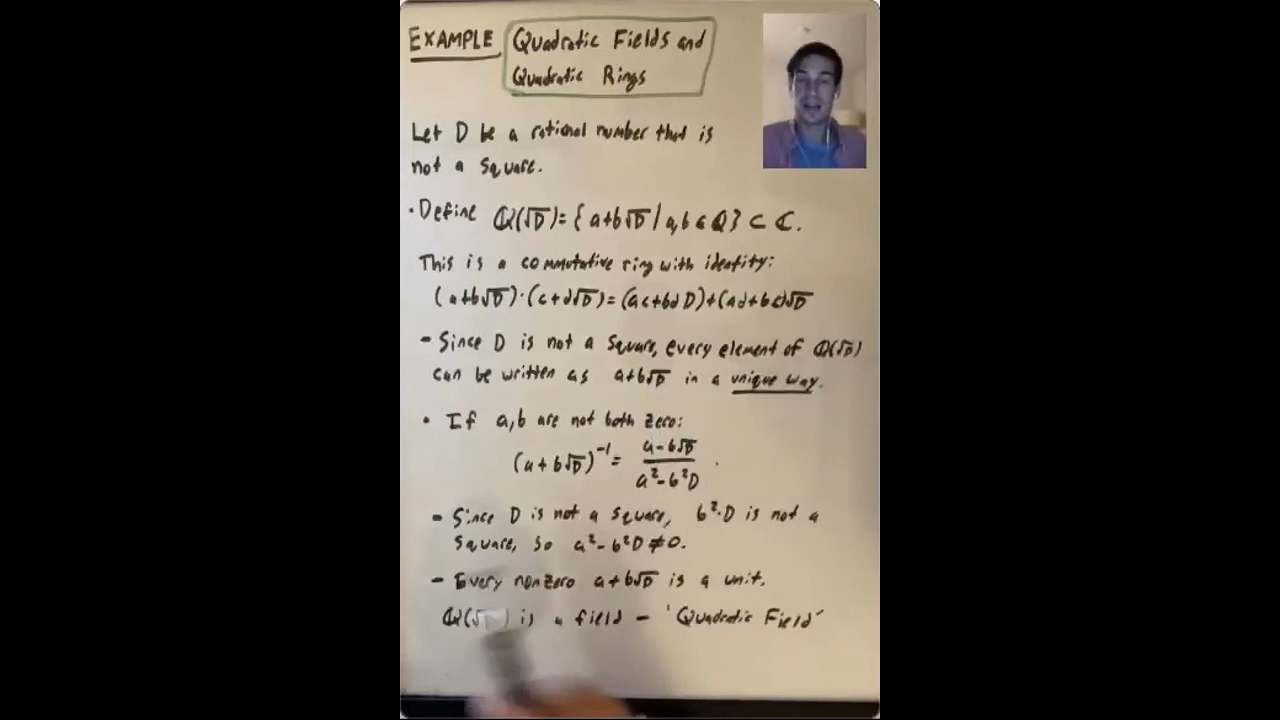 EXAMPLE Quadratic Fields and
Quadratic Rings
Let D be a rational number that is
not a square.
• Define ℚ(√D) = { a+b√D | a,b ∈ Q} ⊂ ℂ.
This is a commutative ring with identity:
(a+b√D)·(c+d√D) = (ac+bdD)+(ad+bc)√D
- Since D is not a square, every element of ℚ(√D)
can be written as a+b√D in a unique way.
• If a,b are not both zero:
(a+b√D)⁻¹ = a-b√D / a²-b²D .
- Since D is not a square, b²·D is not a
square, so a²-b²D≠0.
- Every nonzero a+b√D is a unit.
ℚ(√ ) is a field - 'Quadratic Field'